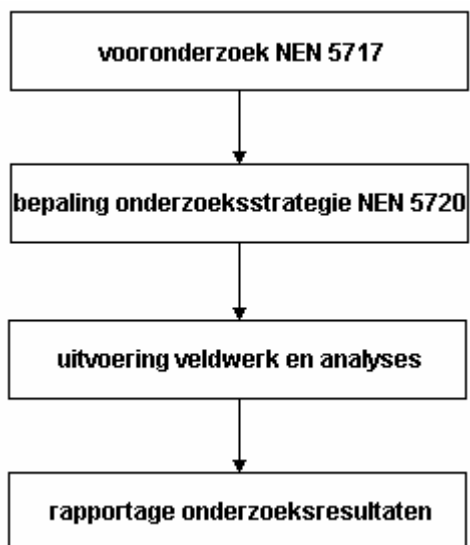 vooronderzoek NEN 5717
bepaling onderzoeksstrategie NEN 5720
uitvoering veldwerk en analyses
rapportage onderzoeksresultaten